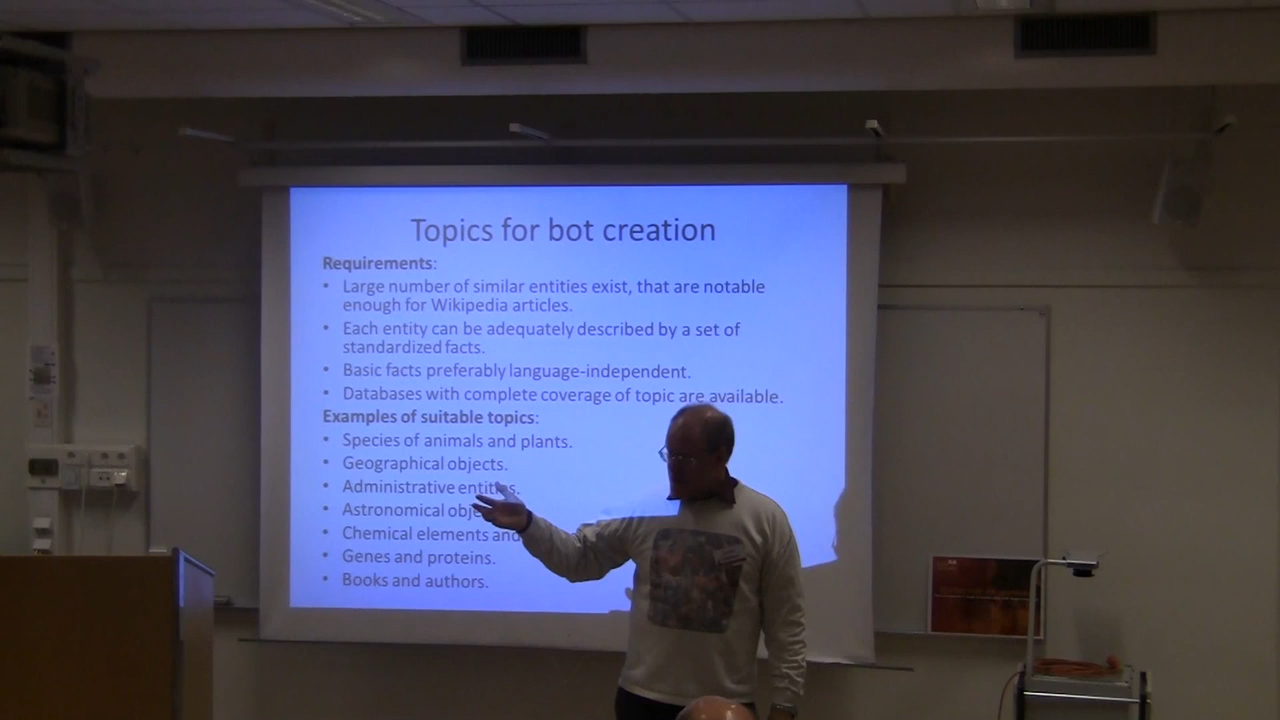 Topics for bot creation
Requirements:
• Large number of similar entities exist, that are notable
enough for Wikipedia articles.
• Each entity can be adequately described by a set of
standardized facts.
• Basic facts preferably language-independent.
• Databases with complete coverage of topic are available.
Examples of suitable topics:
• Species of animals and plants.
• Geographical objects.
• Administrative entities.
• Astronomical obje
• Chemical elements and
• Genes and proteins.
• Books and authors.